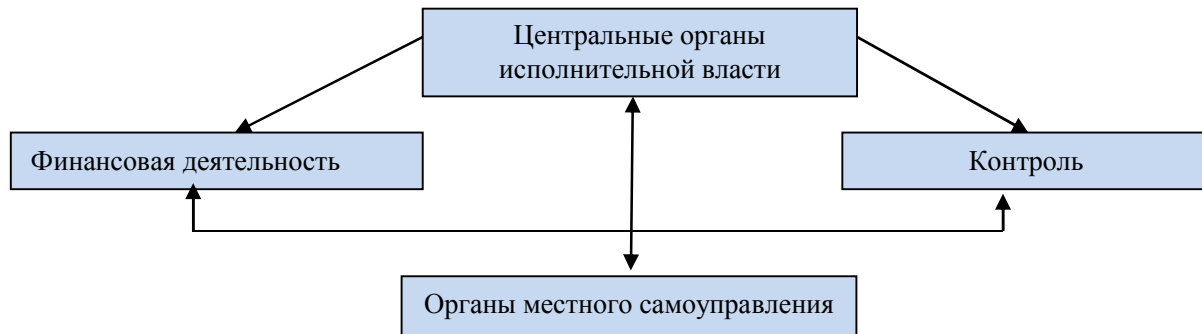 Центральные органы
исполнительной власти
Финансовая деятельность
Контроль
Органы местного самоуправления